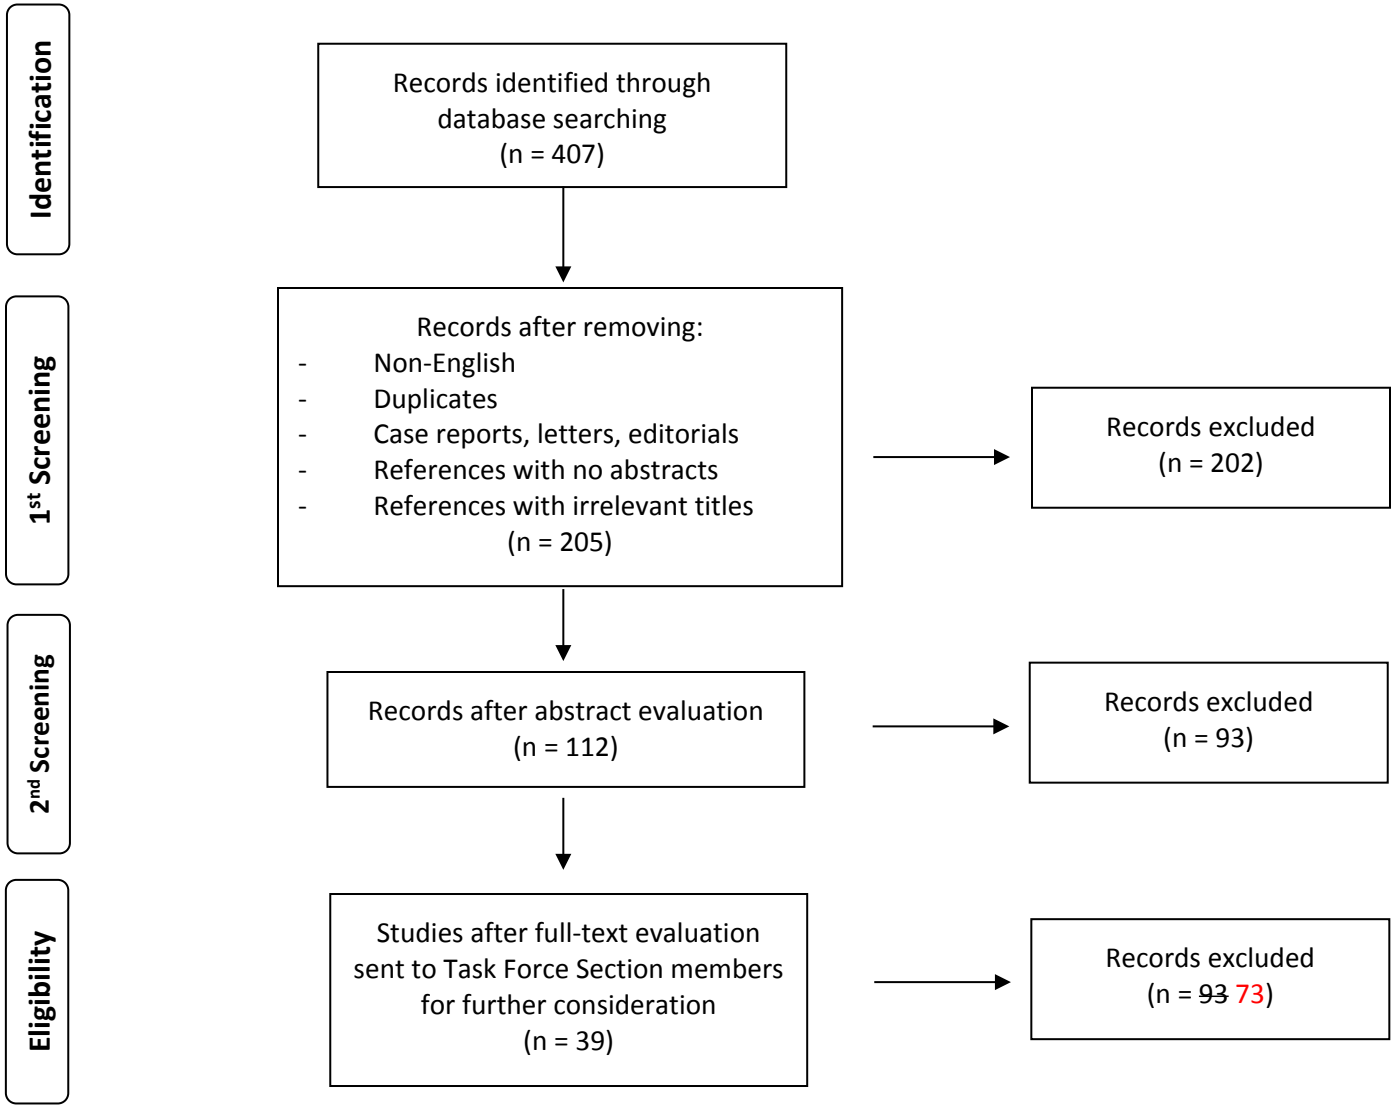 Identification
Records identified through
database searching
(n = 407)
1st Screening
Records after removing:
- Non-English
- Duplicates
- Case reports, letters, editorials
- References with no abstracts
- References with irrelevant titles
(n = 205)
Records excluded
(n = 202)
2nd Screening
Records after abstract evaluation
(n = 112)
Records excluded
(n = 93)
Eligibility
Studies after full-text evaluation
sent to Task Force Section members
for further consideration
(n = 39)
Records excluded
(n = 93 73)